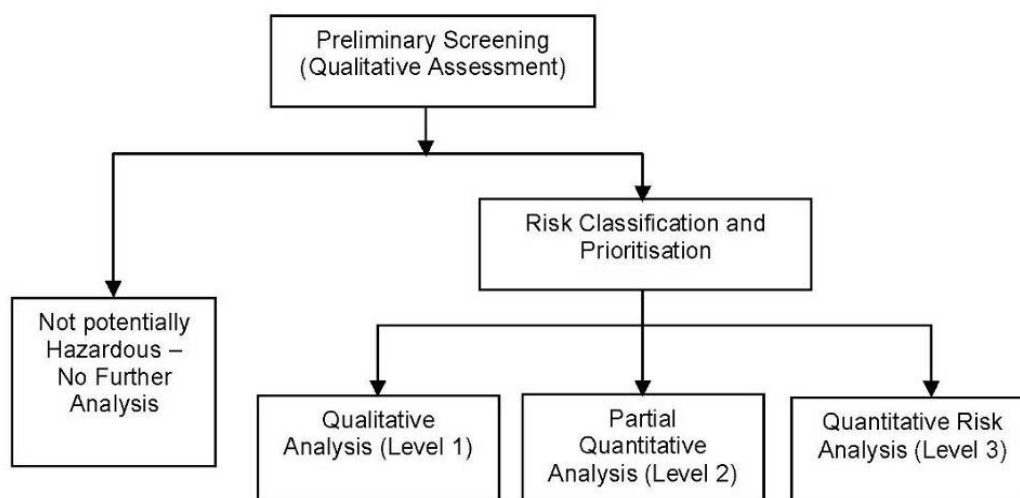 Preliminary Screening
(Qualitative Assessment)
Risk Classification and
Prioritisation
Not potentially
Hazardous –
No Further
Analysis
Qualitative
Analysis (Level 1)
Partial
Quantitative
Analysis (Level 2)
Quantitative Risk
Analysis (Level 3)